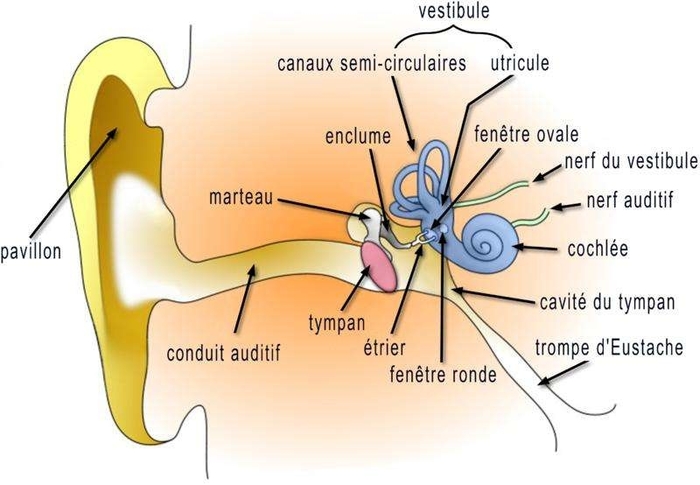 vestibule
canaux semi-circulaires
utricule
enclume
fenêtre ovale
nerf du vestibule
marteau
nerf auditif
pavillon
cochlée
cavité du tympan
tympan
étrier
trompe d'Eustache
conduit auditif
fenêtre ronde